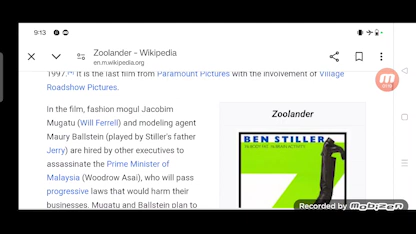 9:13
Zoolander - Wikipedia
en.m.wikipedia.org
1997.[4] It is the last film from Paramount Pictures with the involvement of Village
Roadshow Pictures.
In the film, fashion mogul Jacobim
Mugatu (Will Ferrell) and modeling agent
Maury Ballstein (played by Stiller's father
Jerry) are hired by other executives to
assassinate the Prime Minister of
Malaysia (Woodrow Asai), who will pass
progressive laws that would harm their
businesses. Mugatu and Ballstein plan to
Zoolander
BEN STILLER
Recorded by Mobizen